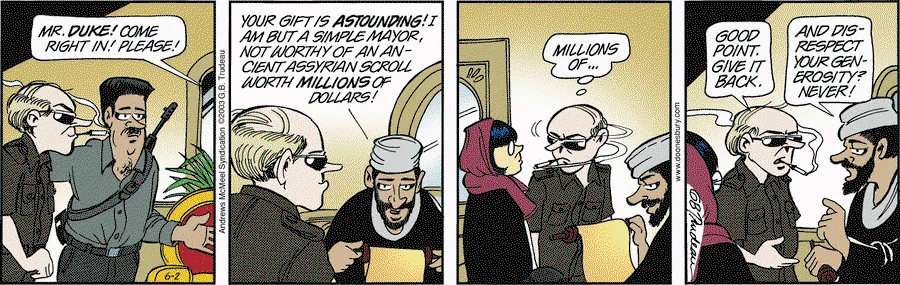 MR. DUKE! COME
RIGHT IN! PLEASE!
6-2
Andrews McMeel Syndication ©2003 G.B. Trudeau
YOUR GIFT IS ASTOUNDING! I
AM BUT A SIMPLE MAYOR,
NOT WORTHY OF AN AN-
CIENT ASSYRIAN SCROLL
WORTH MILLIONS OF
DOLLARS!
MILLIONS
OF...
www.doonesbury.com
GOOD
POINT.
GIVE IT
BACK.
AND DIS-
RESPECT
YOUR GEN-
EROSITY?
NEVER!
GBTrudeau